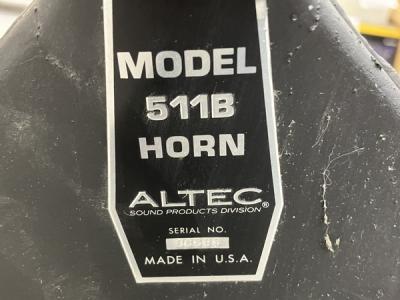 MODEL
511B
HORN
ALTEC®
SOUND PRODUCTS DIVISION
SERIAL NO.
MADE IN U.S.A.